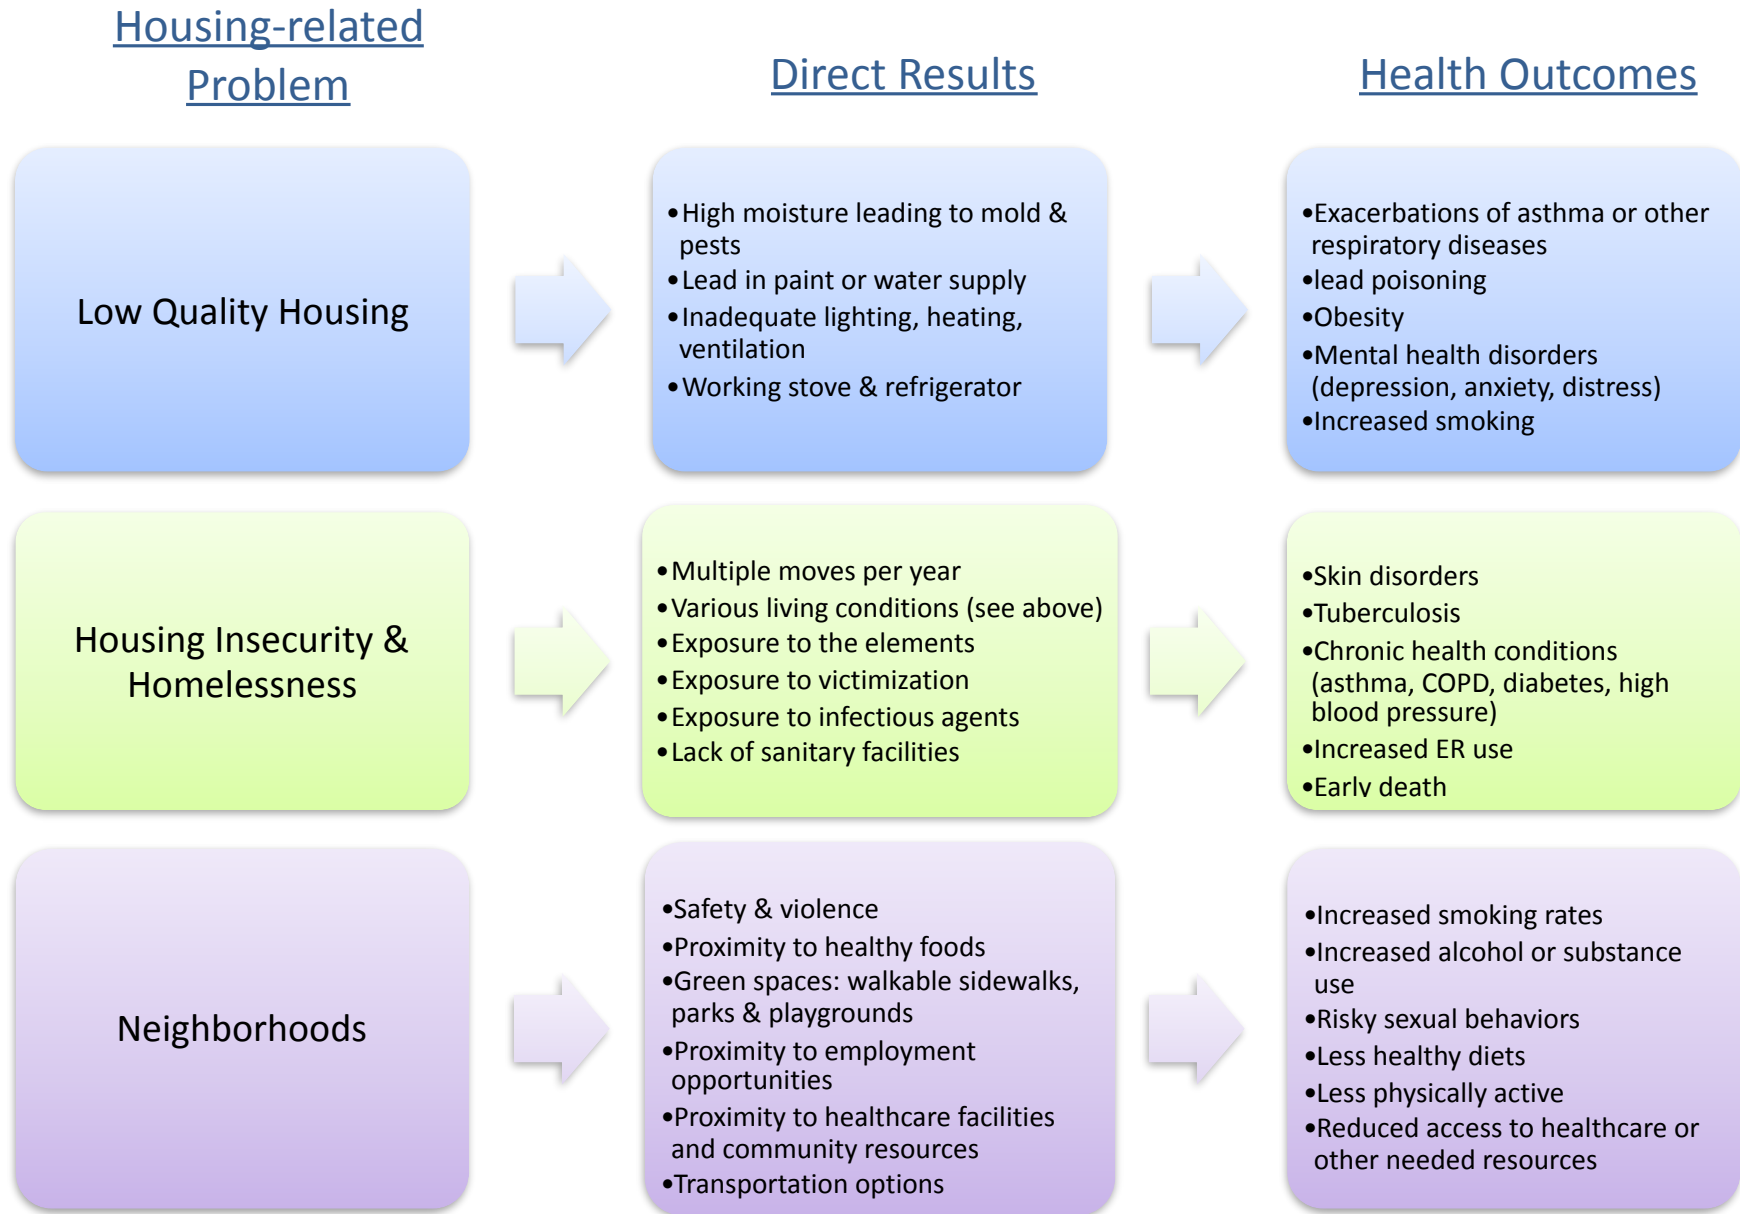 Housing-related
Problem
Direct Results
Health Outcomes
Low Quality Housing
•High moisture leading to mold &
pests
•Lead in paint or water supply
•Inadequate lighting, heating,
ventilation
•Working stove & refrigerator
•Exacerbations of asthma or other
respiratory diseases
•lead poisoning
•Obesity
•Mental health disorders
(depression, anxiety, distress)
•Increased smoking
Housing Insecurity &
Homelessness
•Multiple moves per year
•Various living conditions (see above)
•Exposure to the elements
•Exposure to victimization
•Exposure to infectious agents
•Lack of sanitary facilities
•Skin disorders
•Tuberculosis
•Chronic health conditions
(asthma, COPD, diabetes, high
blood pressure)
•Increased ER use
•Early death
Neighborhoods
•Safety & violence
•Proximity to healthy foods
•Green spaces: walkable sidewalks,
parks & playgrounds
•Proximity to employment
opportunities
•Proximity to healthcare facilities
and community resources
•Transportation options
•Increased smoking rates
•Increased alcohol or substance
use
•Risky sexual behaviors
•Less healthy diets
•Less physically active
•Reduced access to healthcare or
other needed resources